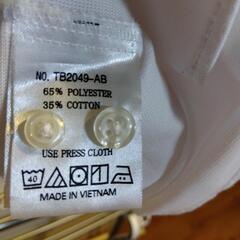 NO. TB2049-AB
65% POLYESTER
35% COTTON
USE PRESS CLOTH
40
MADE IN VIETNAM